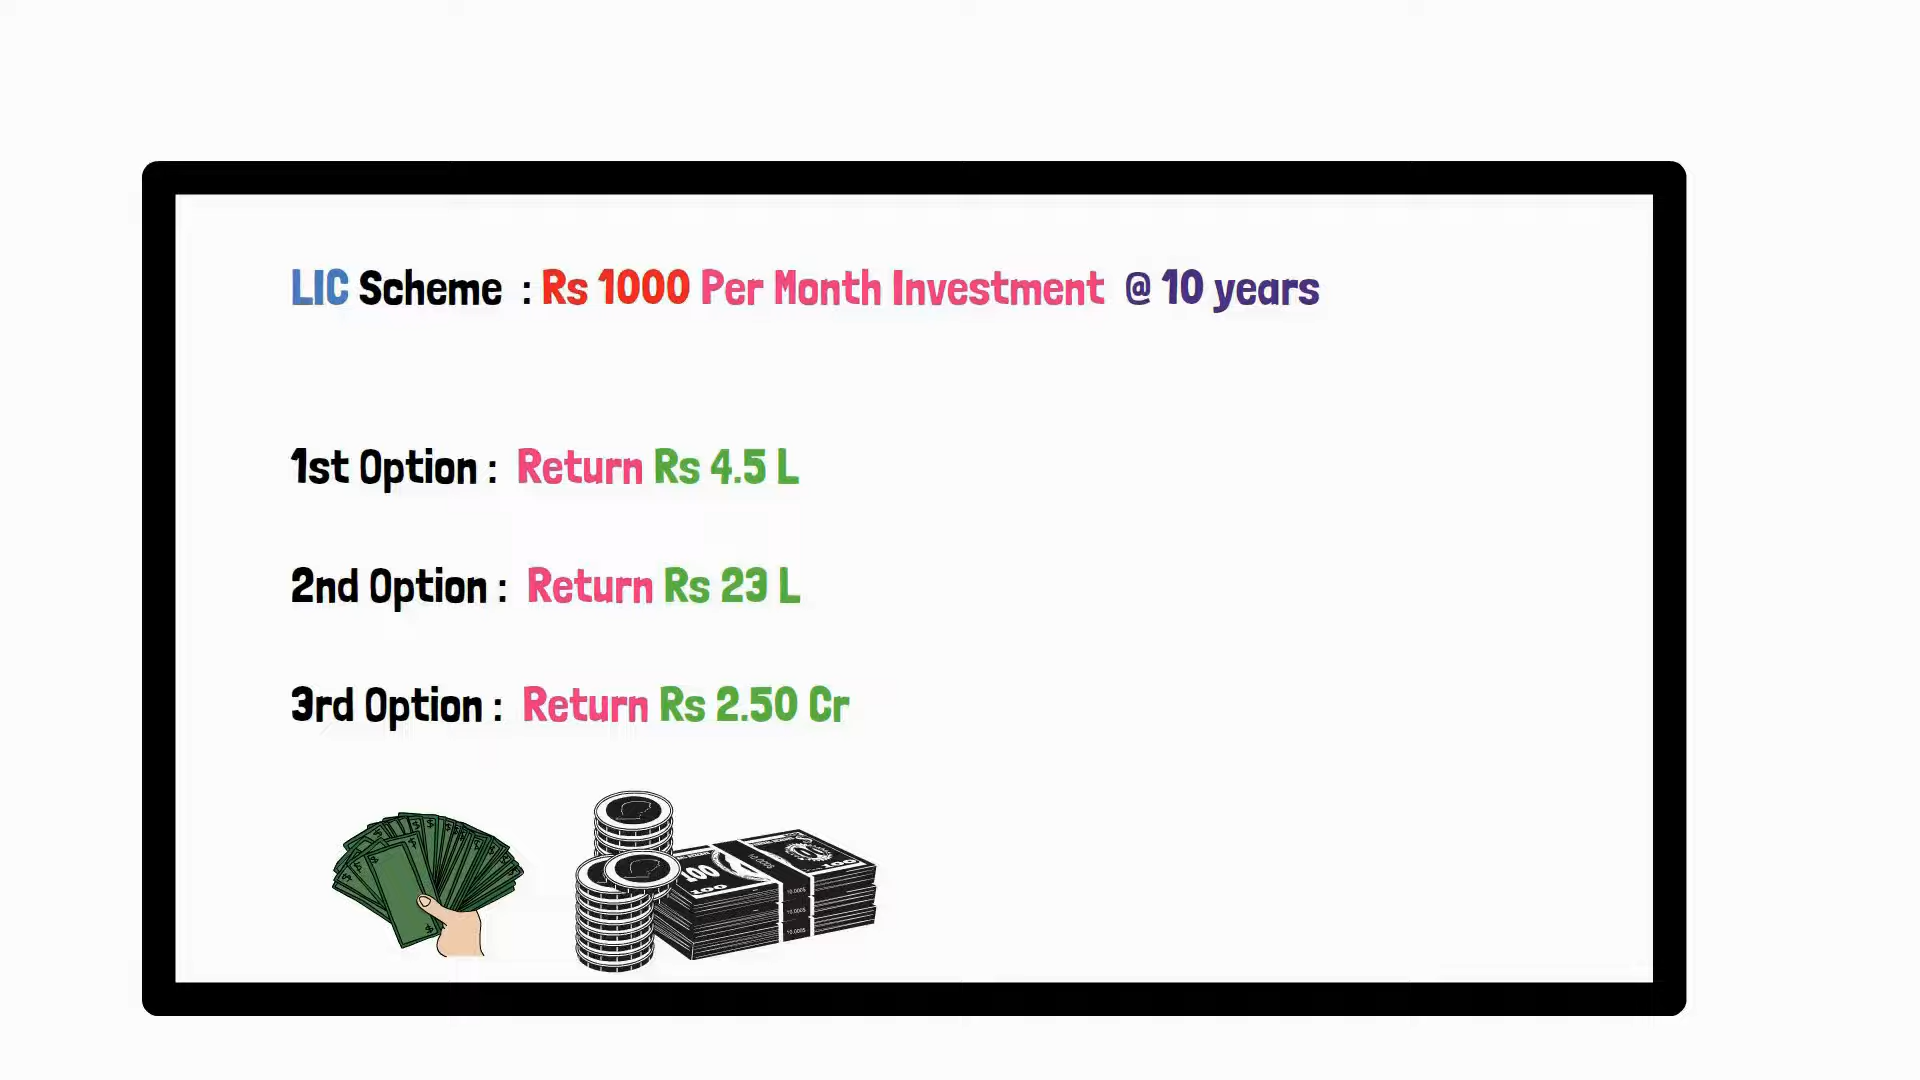 LIC Scheme : Rs 1000 Per Month Investment @ 10 years
1st Option : Return Rs 4.5 L
2nd Option : Return Rs 23 L
3rd Option : Return Rs 2.50 Cr